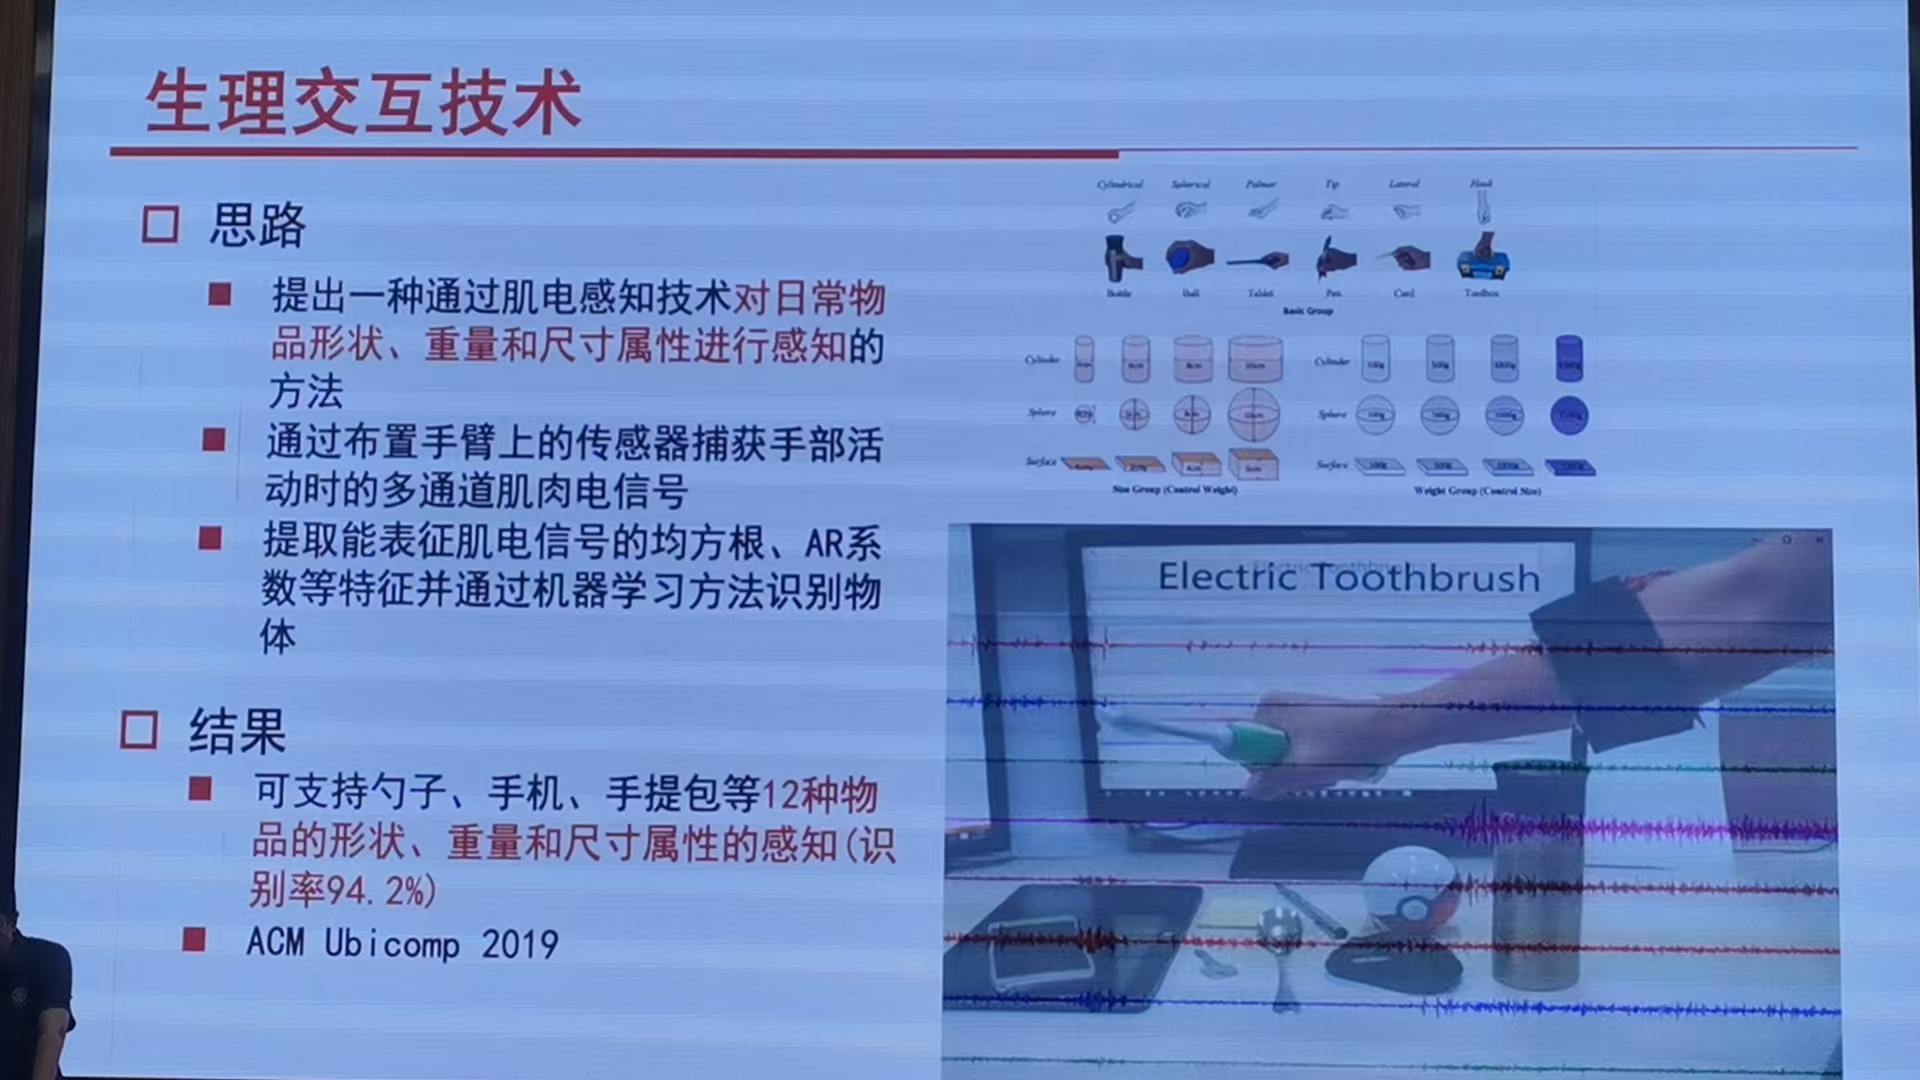 生理交互技术
思路
提出一种通过肌电感知技术对日常物
品形状、重量和尺寸属性进行感知的
方法
通过布置手臂上的传感器捕获手部活
动时的多通道肌肉电信号
提取能表征肌电信号的均方根、AR系
数等特征并通过机器学习方法识别物
体
结果
可支持勺子、手机、手提包等12种物
品的形状、重量和尺寸属性的感知(识
别率94.2%)
ACM Ubicomp 2019
Cylindrical Spherical Palmar Tip Lateral Hook
Bottle Ball Tablet Pen Card Toolbox
Basic Group
Cylinder Cylinder
Sphere Sphere
Surface Surface
Size Group (Control Weight) Weight Group (Control Size)
Electric Toothbrush